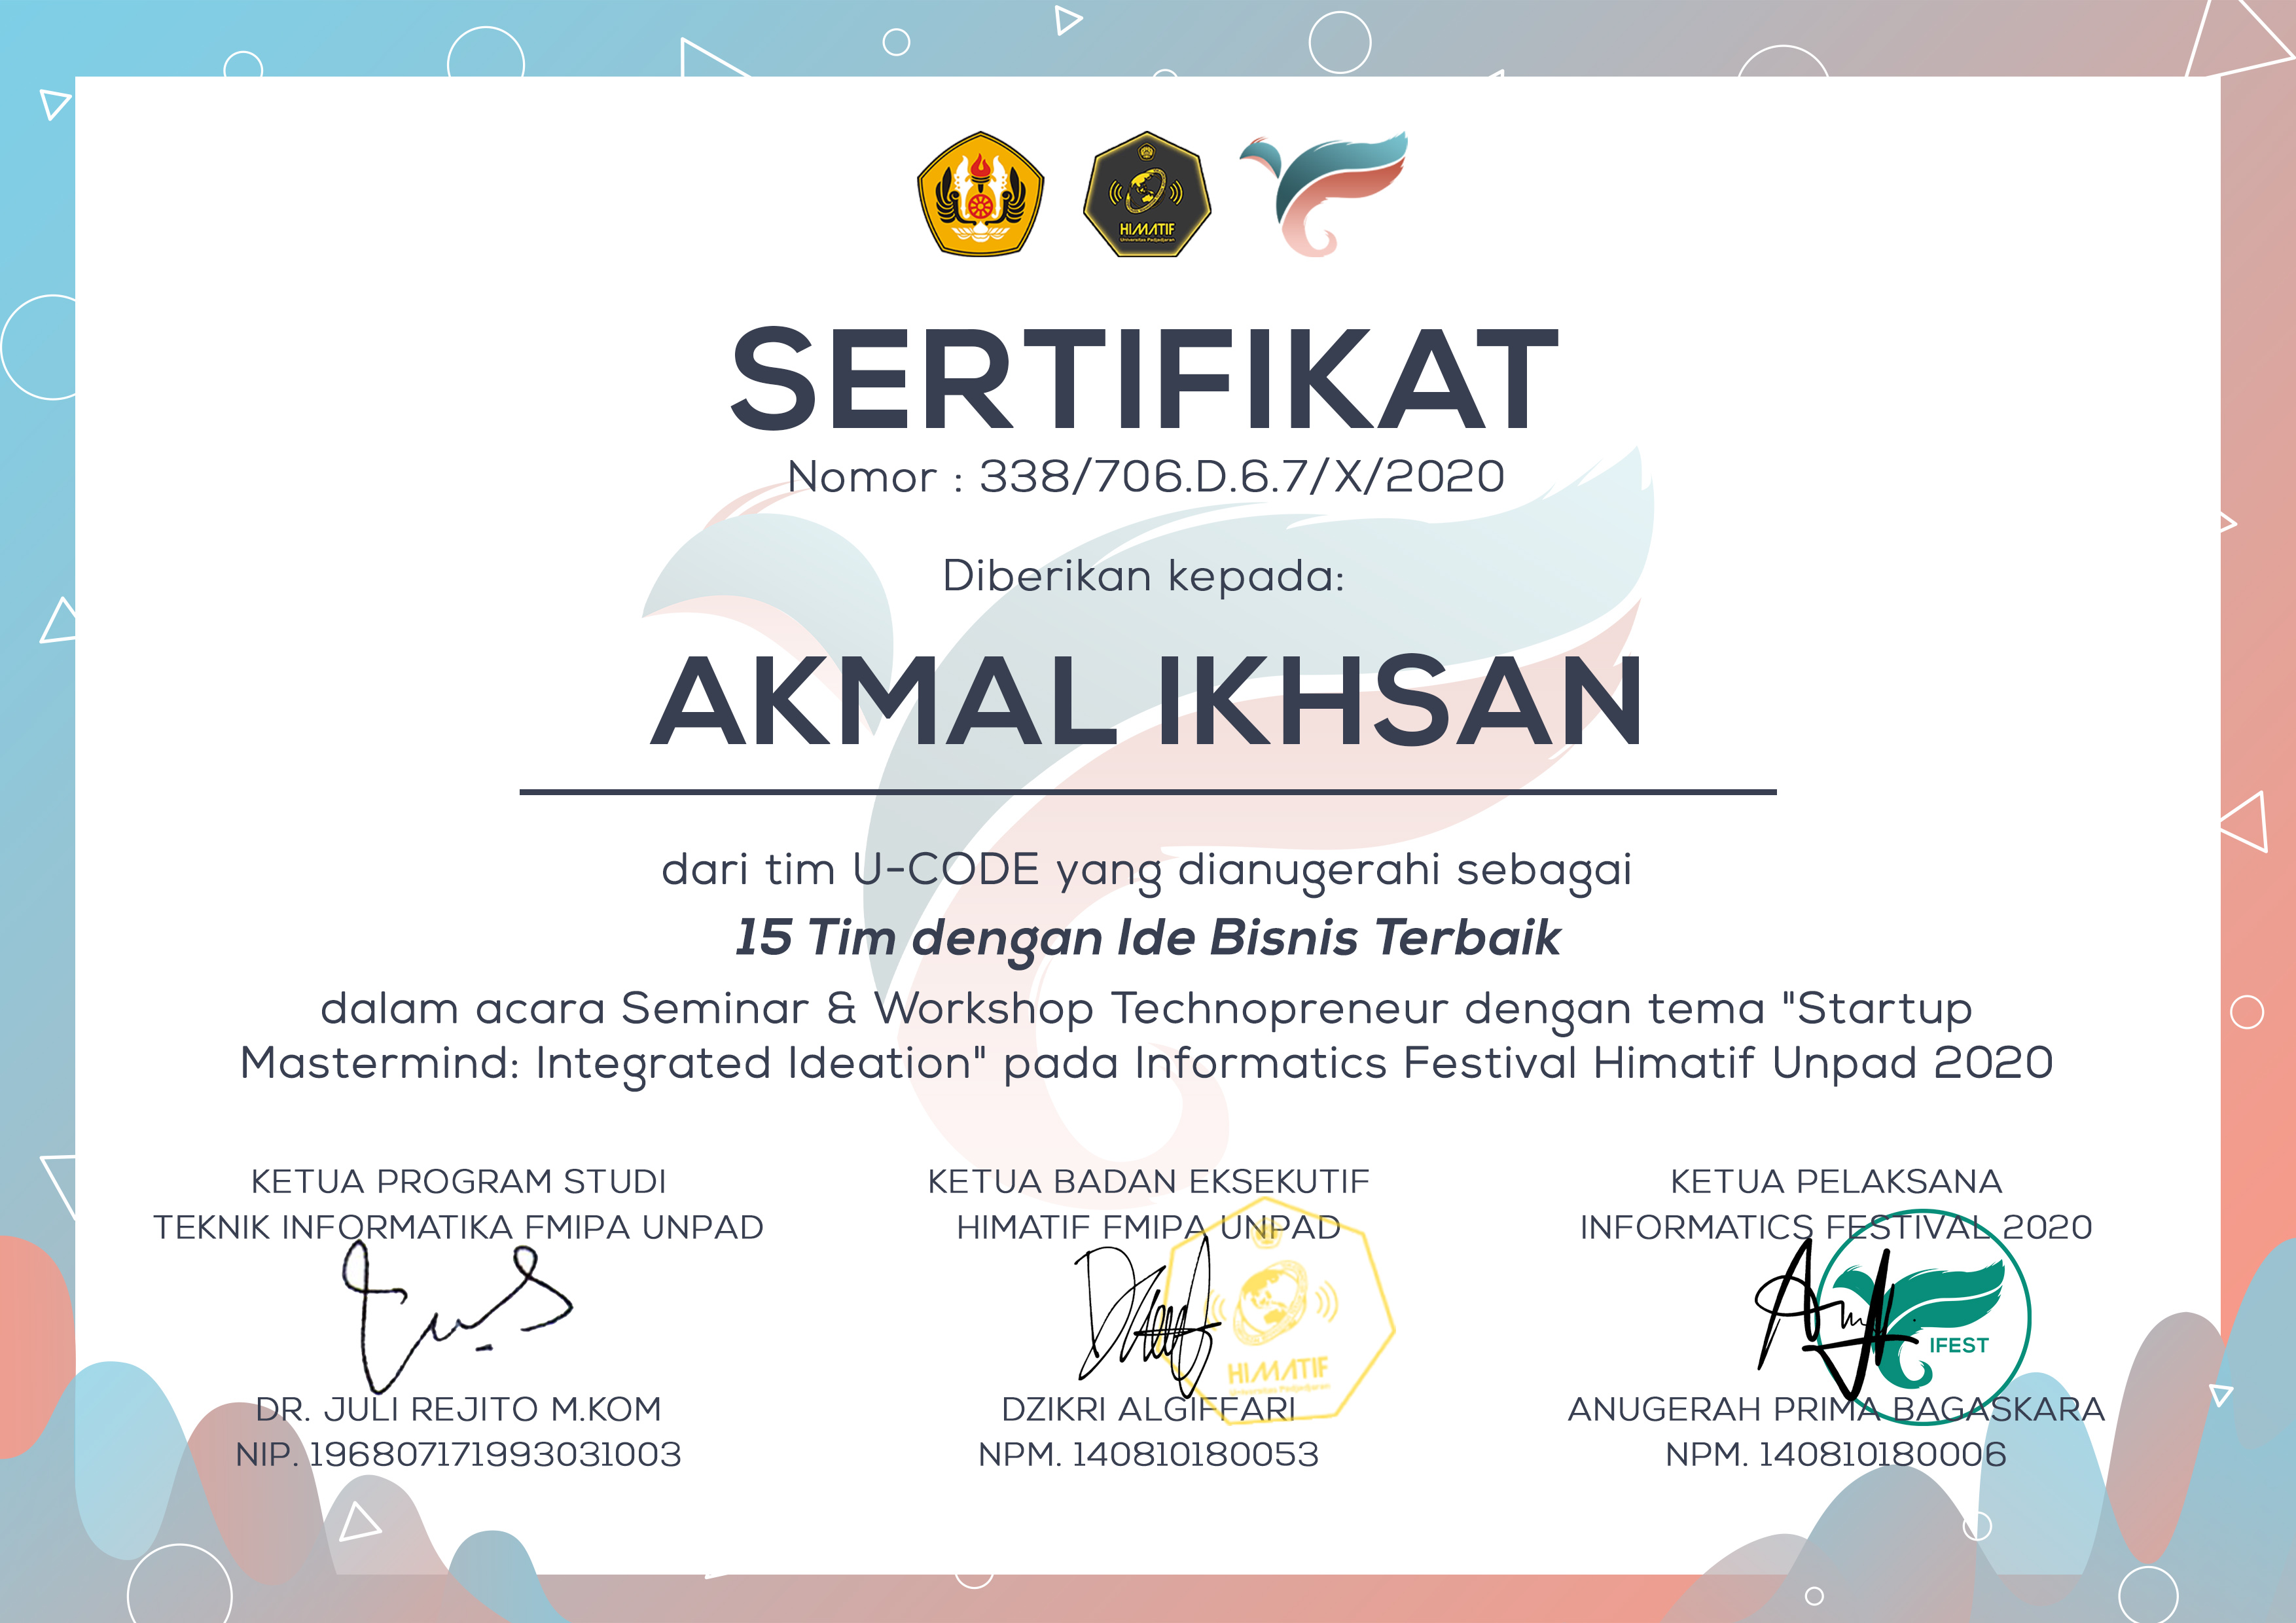 HIMATIF
Universitas Padjadjaran
SERTIFIKAT
Nomor : 338/706.D.6.7/X/2020
Diberikan kepada:
AKMAL IKHSAN
dari tim U-CODE yang dianugerahi sebagai
15 Tim dengan Ide Bisnis Terbaik
dalam acara Seminar & Workshop Technopreneur dengan tema "Startup
Mastermind: Integrated Ideation" pada Informatics Festival Himatif Unpad 2020
KETUA PROGRAM STUDI
TEKNIK INFORMATIKA FMIPA UNPAD
DR. JULI REJITO M.KOM
NIP. 196807171993031003
KETUA BADAN EKSEKUTIF
HIMATIF FMIPA UNPAD
HIMATIF
Universitas Padjadjaran
DZIKRI ALGIFFARI
NPM. 140810180053
KETUA PELAKSANA
INFORMATICS FESTIVAL 2020
IFEST
ANUGERAH PRIMA BAGASKARA
NPM. 140810180006